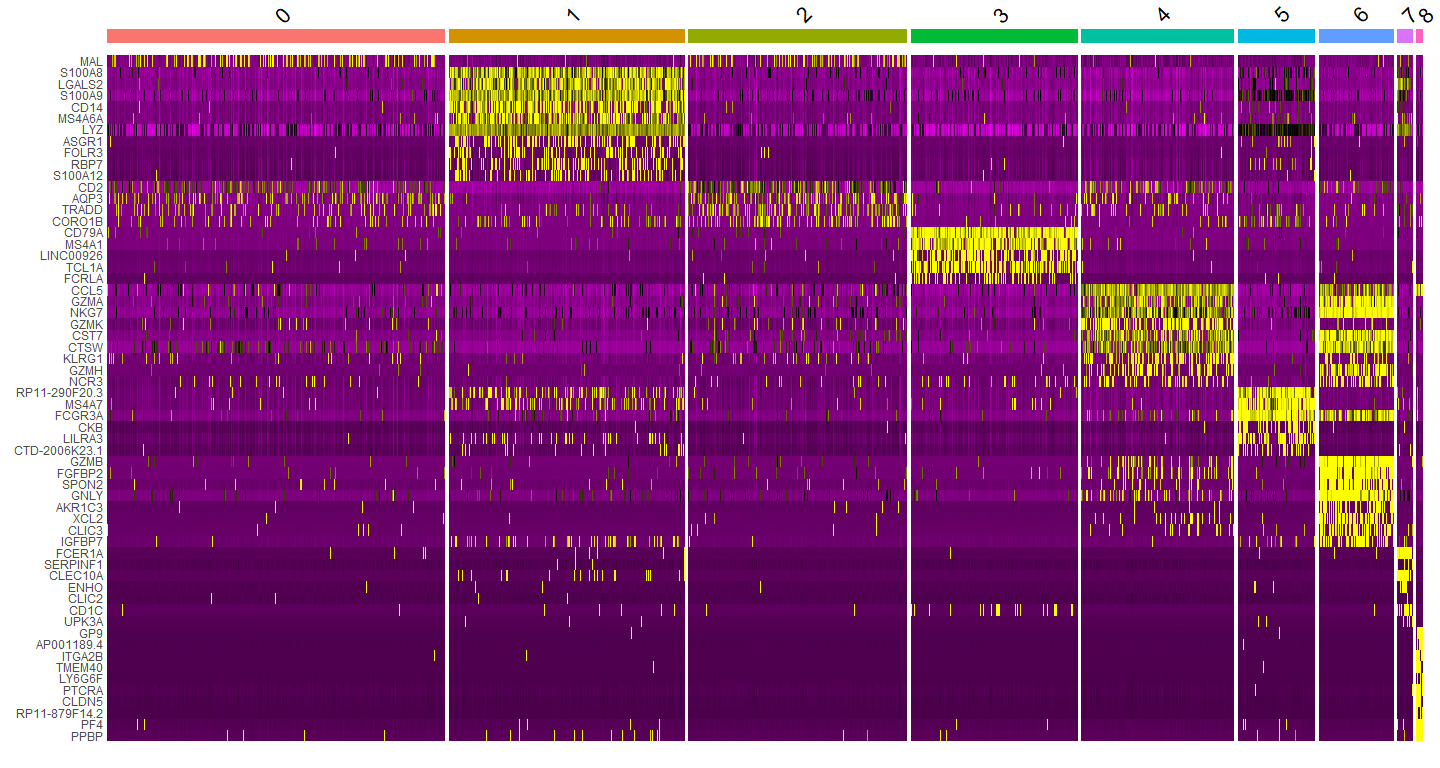 0 1 2 3 4 5 6 7 8
MAL
S100A8
LGALS2
S100A9
CD14
MS4A6A
LYZ
ASGR1
FOLR3
RBP7
S100A12
CD2
AQP3
TRADD
CORO1B
CD79A
MS4A1
LINC00926
TCL1A
FCRLA
CCL5
GZMA
NKG7
GZMK
CST7
CTSW
KLRG1
GZMH
NCR3
RP11-290F20.3
MS4A7
FCGR3A
CKB
LILRA3
CTD-2006K23.1
GZMB
FGFBP2
SPON2
GNLY
AKR1C3
XCL2
CLIC3
IGFBP7
FCER1A
SERPINF1
CLEC10A
ENHO
CLIC2
CD1C
UPK3A
GP9
AP001189.4
ITGA2B
TMEM40
LY6G6F
PTCRA
CLDN5
RP11-879F14.2
PF4
PPBP